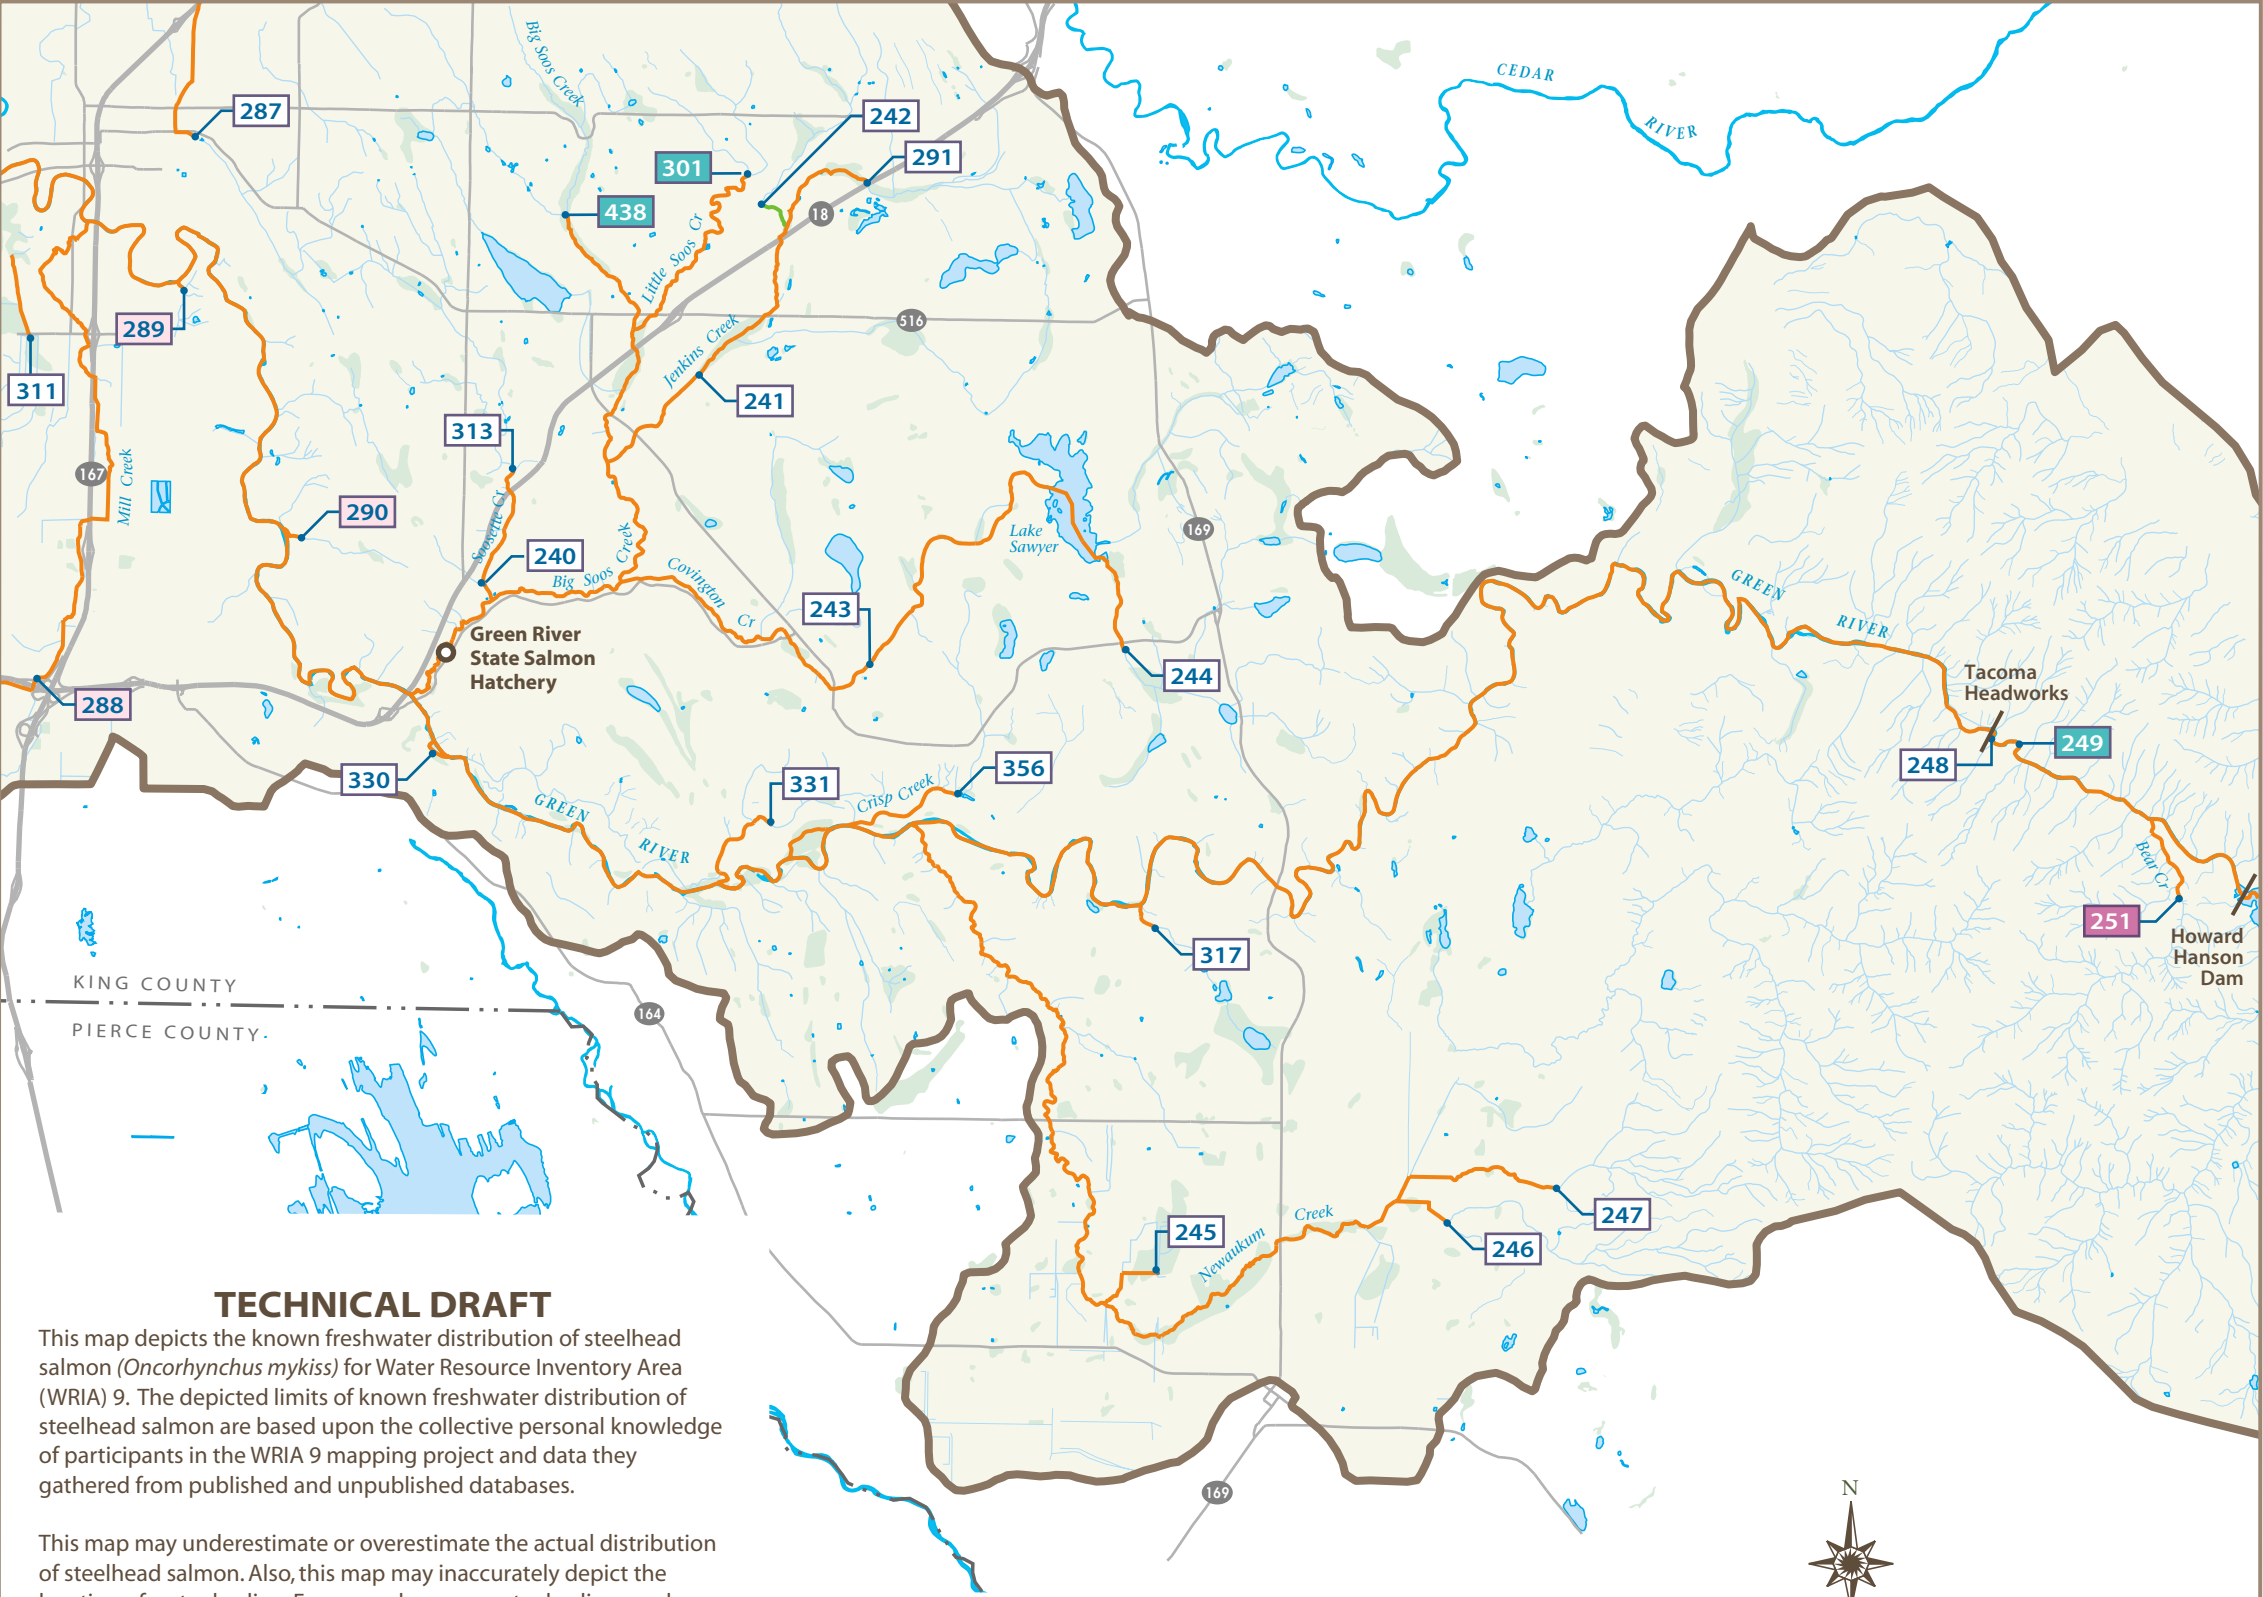 Big Soos Creek
CEDAR
RIVER
287
242
301
291
438
18
Little Soos Cr
289
516
311
Jenkins Creek
241
313
167
Mill Creek
290
Soosette Cr
240
Big Soos Creek
Covington Cr
Lake
Sawyer
169
243
GREEN
RIVER
Green River
State Salmon
Hatchery
244
Tacoma
Headworks
288
249
248
330
331
356
Crisp Creek
GREEN
RIVER
Bear Cr
251
Howard
Hanson
Dam
317
KING COUNTY
PIERCE COUNTY
164
247
245
246
Newaukum Creek
TECHNICAL DRAFT
This map depicts the known freshwater distribution of steelhead
salmon (Oncorhynchus mykiss) for Water Resource Inventory Area
(WRIA) 9. The depicted limits of known freshwater distribution of
steelhead salmon are based upon the collective personal knowledge
of participants in the WRIA 9 mapping project and data they
gathered from published and unpublished databases.
This map may underestimate or overestimate the actual distribution
of steelhead salmon. Also, this map may inaccurately depict the
169
N